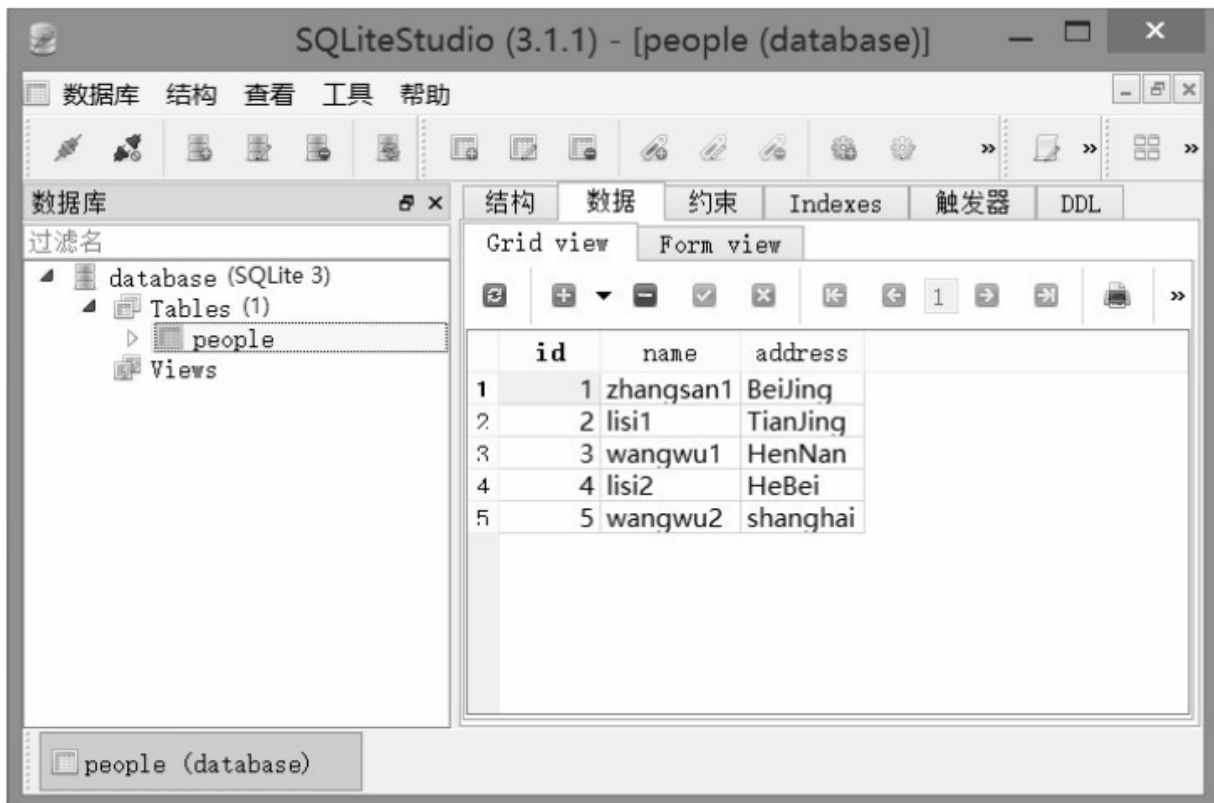 SQLiteStudio (3.1.1) - [people (database)]
数据库 结构 查看 工具 帮助
数据库
过滤名
database (SQLite 3)
Tables (1)
people
Views
结构 数据 约束 Indexes 触发器 DDL
Grid view Form view
1
id name address
1 1 zhangsan1 BeiJing
2 2 lisi1 TianJing
3 3 wangwu1 HenNan
4 4 lisi2 HeBei
5 5 wangwu2 shanghai
people (database)